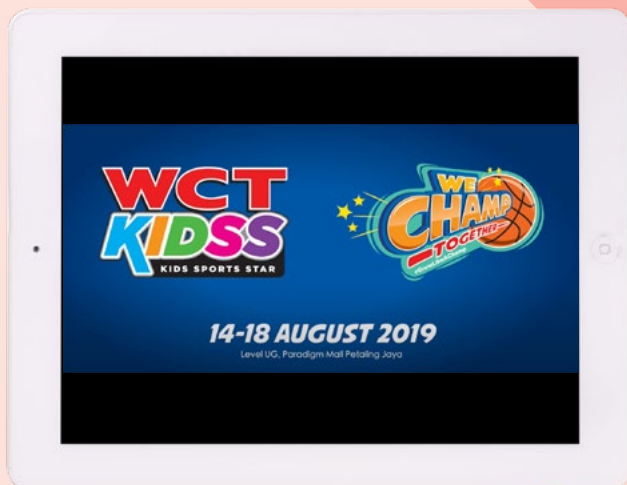 WCT
KIDSS
KIDS SPORTS STAR
WE
CHAMP
TOGETHER
14-18 AUGUST 2019
Level UG, Paradigm Mall Petaling Jaya